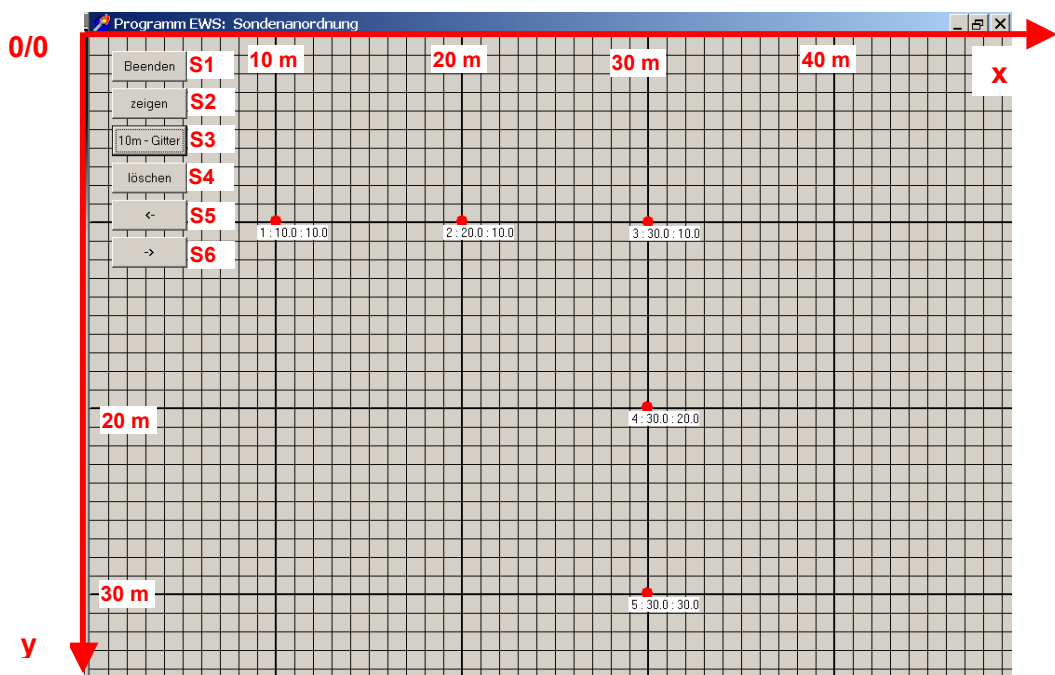 Programm EWS: Sondenanordnung
0/0
10 m 20 m 30 m 40 m
x
Beenden S1
zeigen S2
10m - Gitter S3
löschen S4
<- S5
-> S6
1 : 10.0 : 10.0 2 : 20.0 : 10.0 3 : 30.0 : 10.0
20 m
4 : 30.0 : 20.0
30 m
5 : 30.0 : 30.0
y